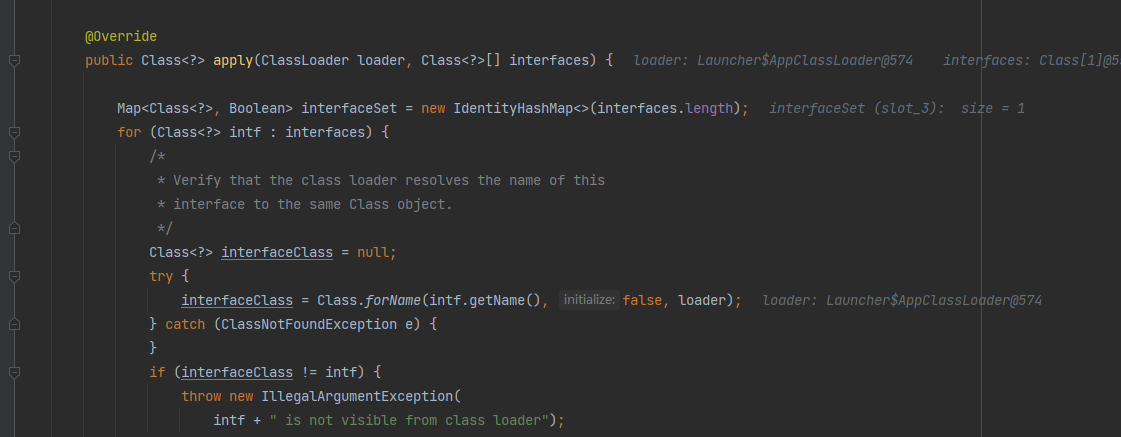 @Override
public Class<?> apply(ClassLoader loader, Class<?>[] interfaces) {   loader: Launcher$AppClassLoader@574    interfaces: Class[1]@5
    Map<Class<?>, Boolean> interfaceSet = new IdentityHashMap<>(interfaces.length);   interfaceSet (slot_3):  size = 1
    for (Class<?> intf : interfaces) {
        /*
         * Verify that the class loader resolves the name of this
         * interface to the same Class object.
         */
        Class<?> interfaceClass = null;
        try {
            interfaceClass = Class.forName(intf.getName(), initialize: false, loader);   loader: Launcher$AppClassLoader@574
        } catch (ClassNotFoundException e) {
        }
        if (interfaceClass != intf) {
            throw new IllegalArgumentException(
                intf + " is not visible from class loader");